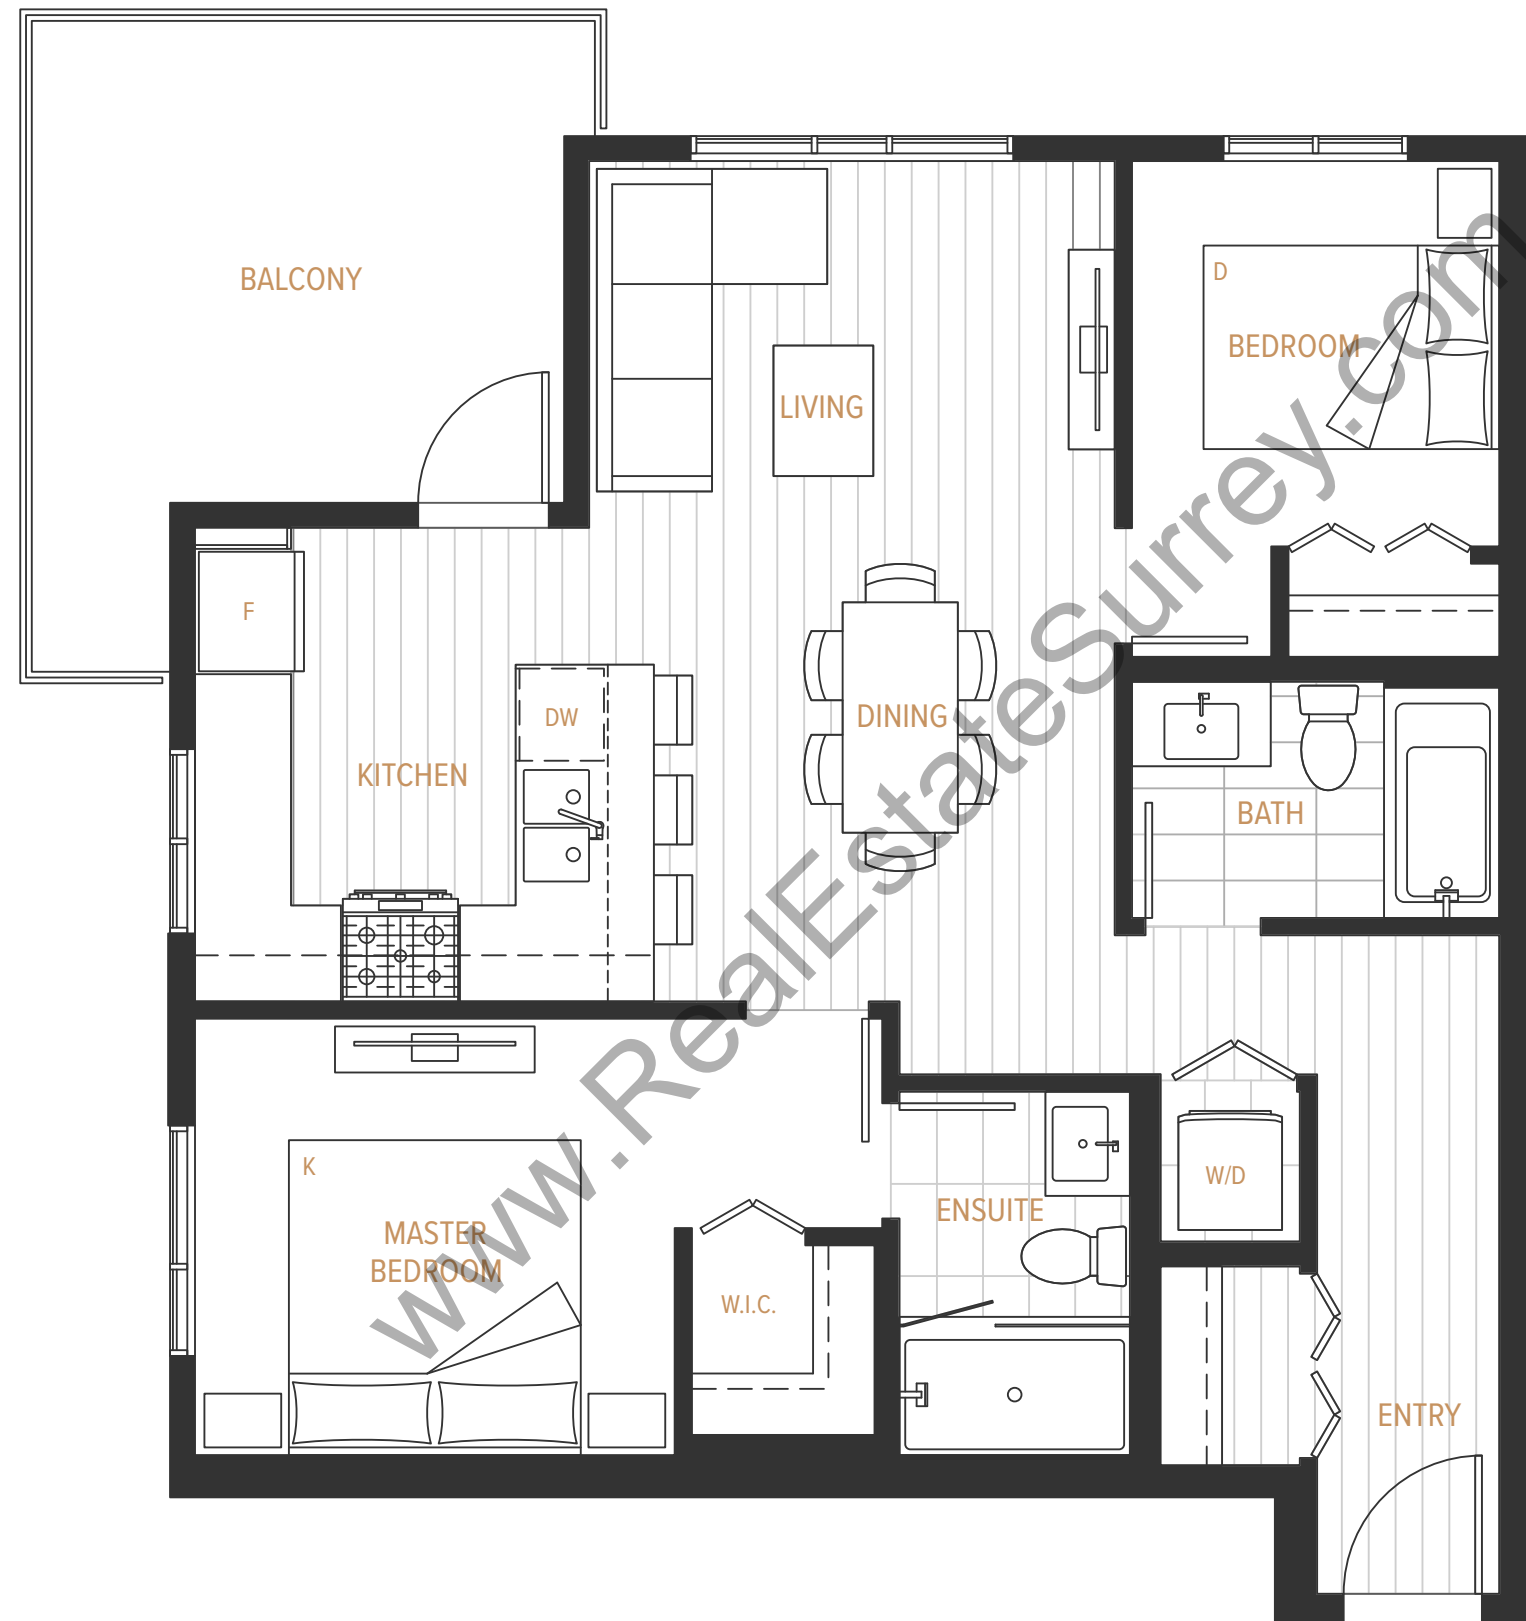 BALCONY
D
BEDROOM
LIVING
F
DW
DINING
KITCHEN
BATH
K
W/D
ENSUITE
MASTER
BEDROOM
W.I.C.
ENTRY
www.RealEstateSurrey.com